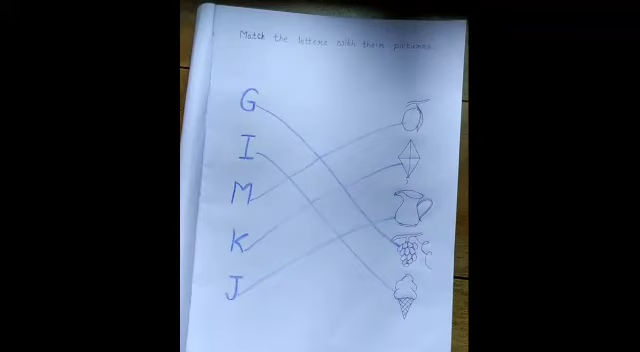 Match the letters with their pictures
G
I
M
K
J